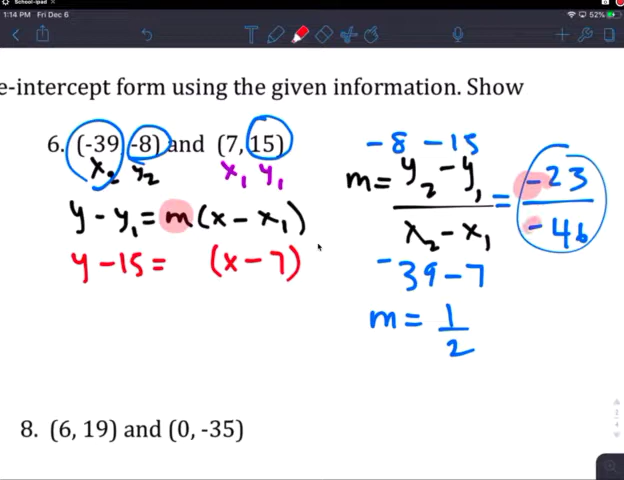 School-ipad
1:14 PM Fri Dec 6
52%
T
e-intercept form using the given information. Show
6. (-39, -8) and (7, 15)
x₂ y₂ x₁ y₁
y - y₁ = m(x - x₁)
y - 15 = (x - 7)
-8 - 15
m = y₂ - y₁ / x₂ - x₁ = -23 / -46
-39 - 7
m = 1/2
8. (6, 19) and (0, -35)